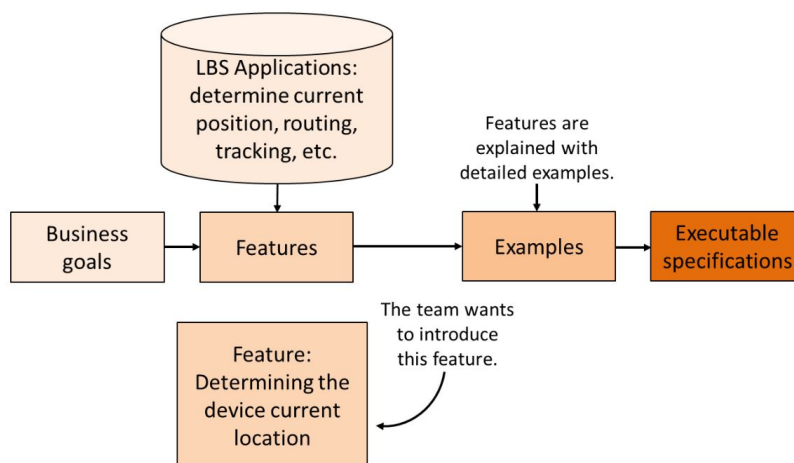 LBS Applications:
determine current
position, routing,
tracking, etc.
Features are
explained with
detailed examples.
Business
goals
Features
Examples
Executable
specifications
The team wants
to introduce
this feature.
Feature:
Determining the
device current
location